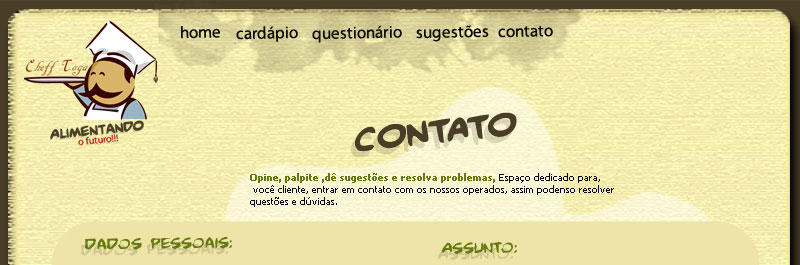 home cardápio questionário sugestões contato
Cheff Toga
ALIMENTANDO
o futuro!!!
CONTATO
Opine, palpite ,dê sugestões e resolva problemas, Espaço dedicado para,
você cliente, entrar em contato com os nossos operados, assim podenso resolver
questões e dúvidas.
DADOS PESSOAIS:
ASSUNTO: